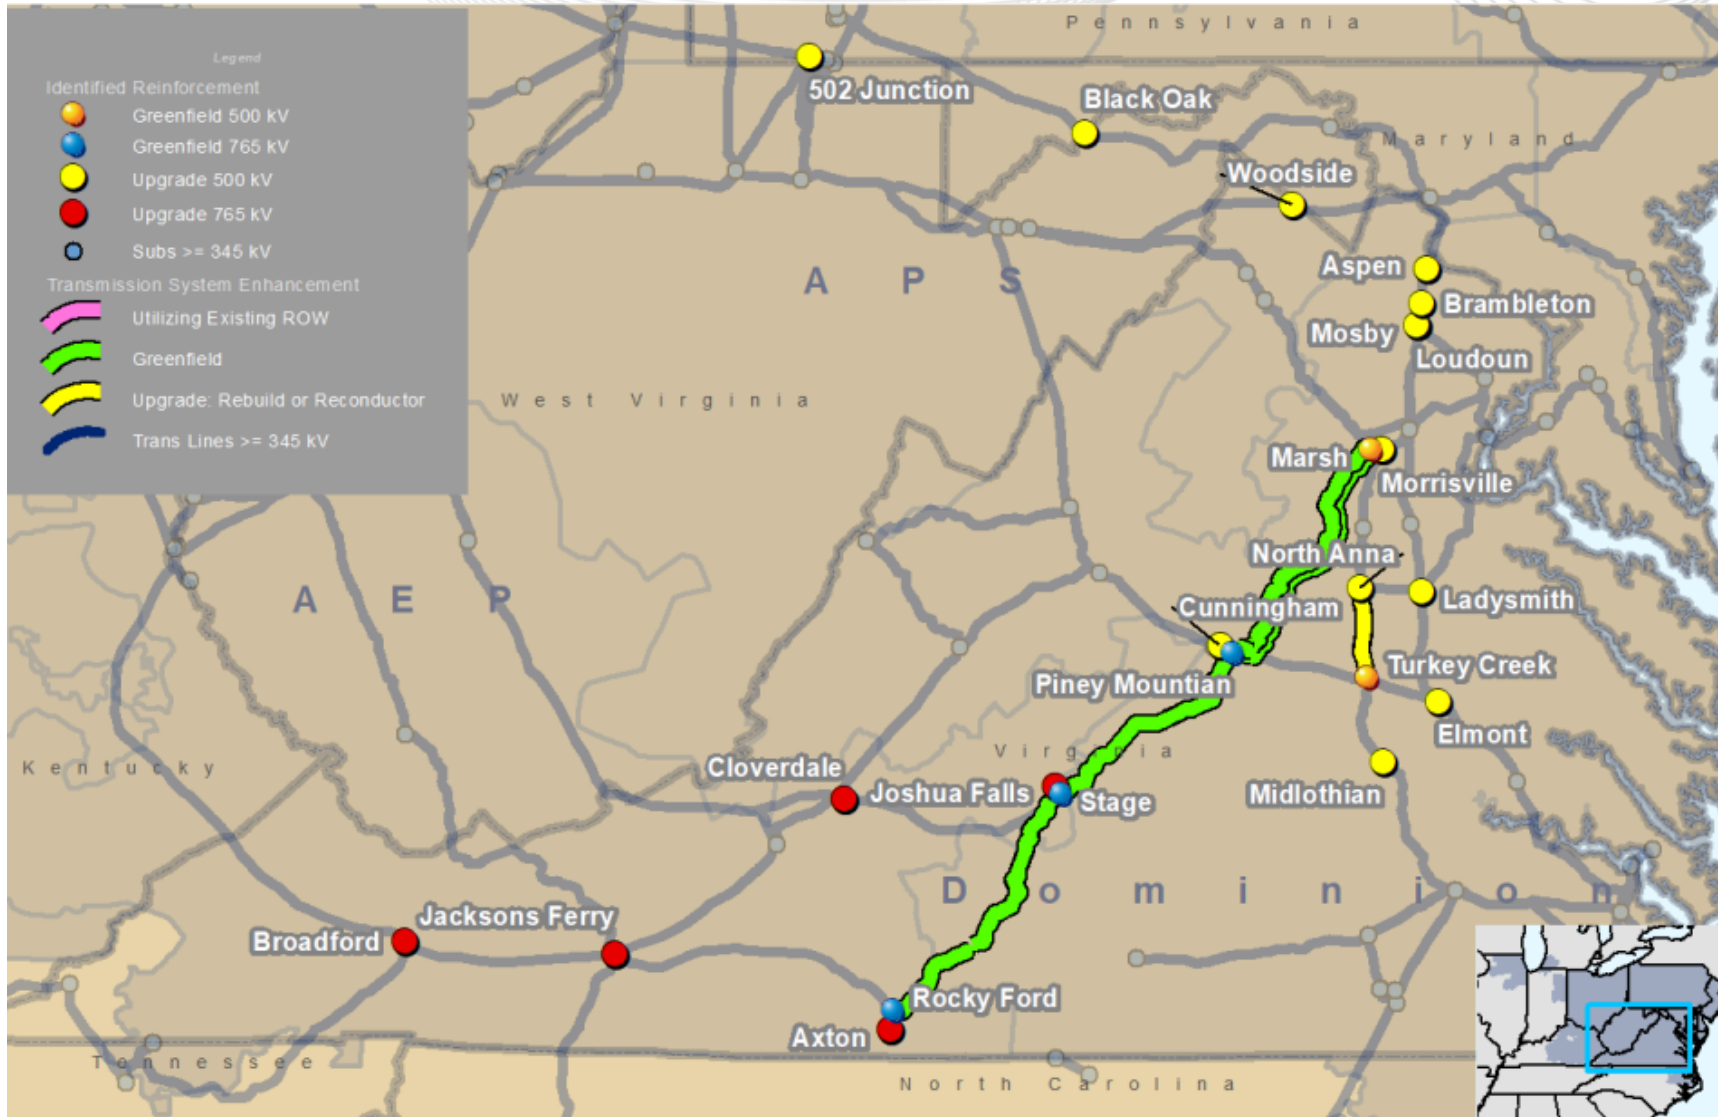 Legend
Identified Reinforcement
Greenfield 500 kV
Greenfield 765 kV
Upgrade 500 kV
Upgrade 765 kV
Subs >= 345 kV
Transmission System Enhancement
Utilizing Existing ROW
Greenfield
Upgrade: Rebuild or Reconductor
Trans Lines >= 345 kV
Pennsylvania
502 Junction
Black Oak
Maryland
Woodside
Aspen
APS
Brambleton
Mosby
Loudoun
West Virginia
Marsh
Morrisville
North Anna
AEP
Cunningham
Ladysmith
Turkey Creek
Piney Mountian
Elmont
Virginia
Kentucky
Cloverdale
Joshua Falls
Stage
Midlothian
Dominion
Jacksons Ferry
Broadford
Rocky Ford
Axton
Tennessee
North Carolina